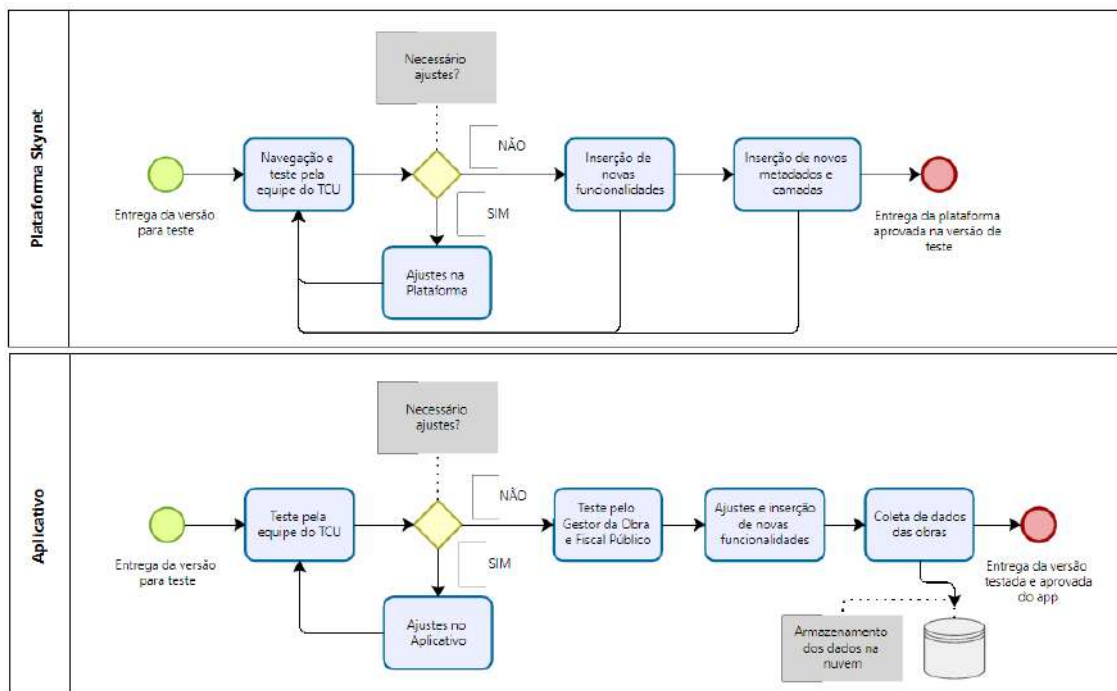 Plataforma Skynet
Necessário
ajustes?
NÃO
SIM
Navegação e
teste pela
equipe do TCU
Inserção de
novas
funcionalidades
Inserção de novos
metadados e
camadas
Entrega da versão
para teste
Entrega da plataforma
aprovada na versão de
teste
Ajustes na
Plataforma
Aplicativo
Necessário
ajustes?
NÃO
SIM
Teste pela
equipe do TCU
Teste pelo
Gestor da Obra
e Fiscal Público
Ajustes e inserção
de novas
funcionalidades
Coleta de dados
das obras
Entrega da versão
para teste
Entrega da versão
testada e aprovada
do app
Ajustes no
Aplicativo
Armazenamento
dos dados na
nuvem